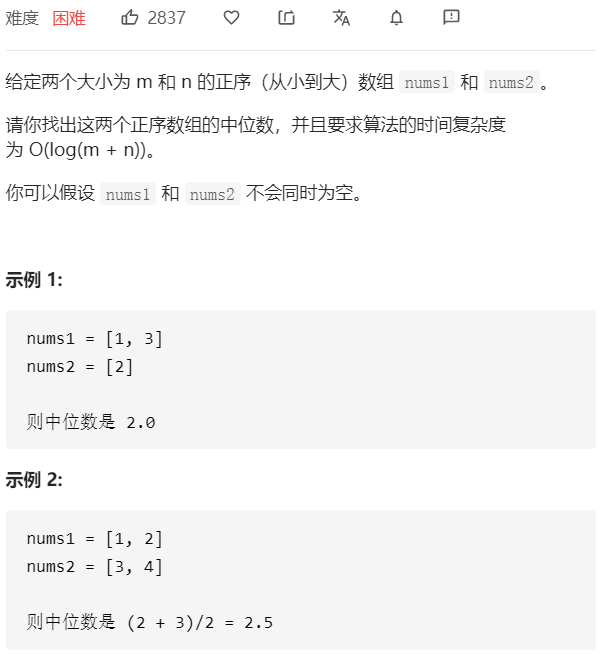 难度 困难 2837
给定两个大小为 m 和 n 的正序（从小到大）数组 nums1 和 nums2。
请你找出这两个正序数组的中位数，并且要求算法的时间复杂度
为 O(log(m + n))。
你可以假设 nums1 和 nums2 不会同时为空。
示例 1:
nums1 = [1, 3]
nums2 = [2]
则中位数是 2.0
示例 2:
nums1 = [1, 2]
nums2 = [3, 4]
则中位数是 (2 + 3)/2 = 2.5